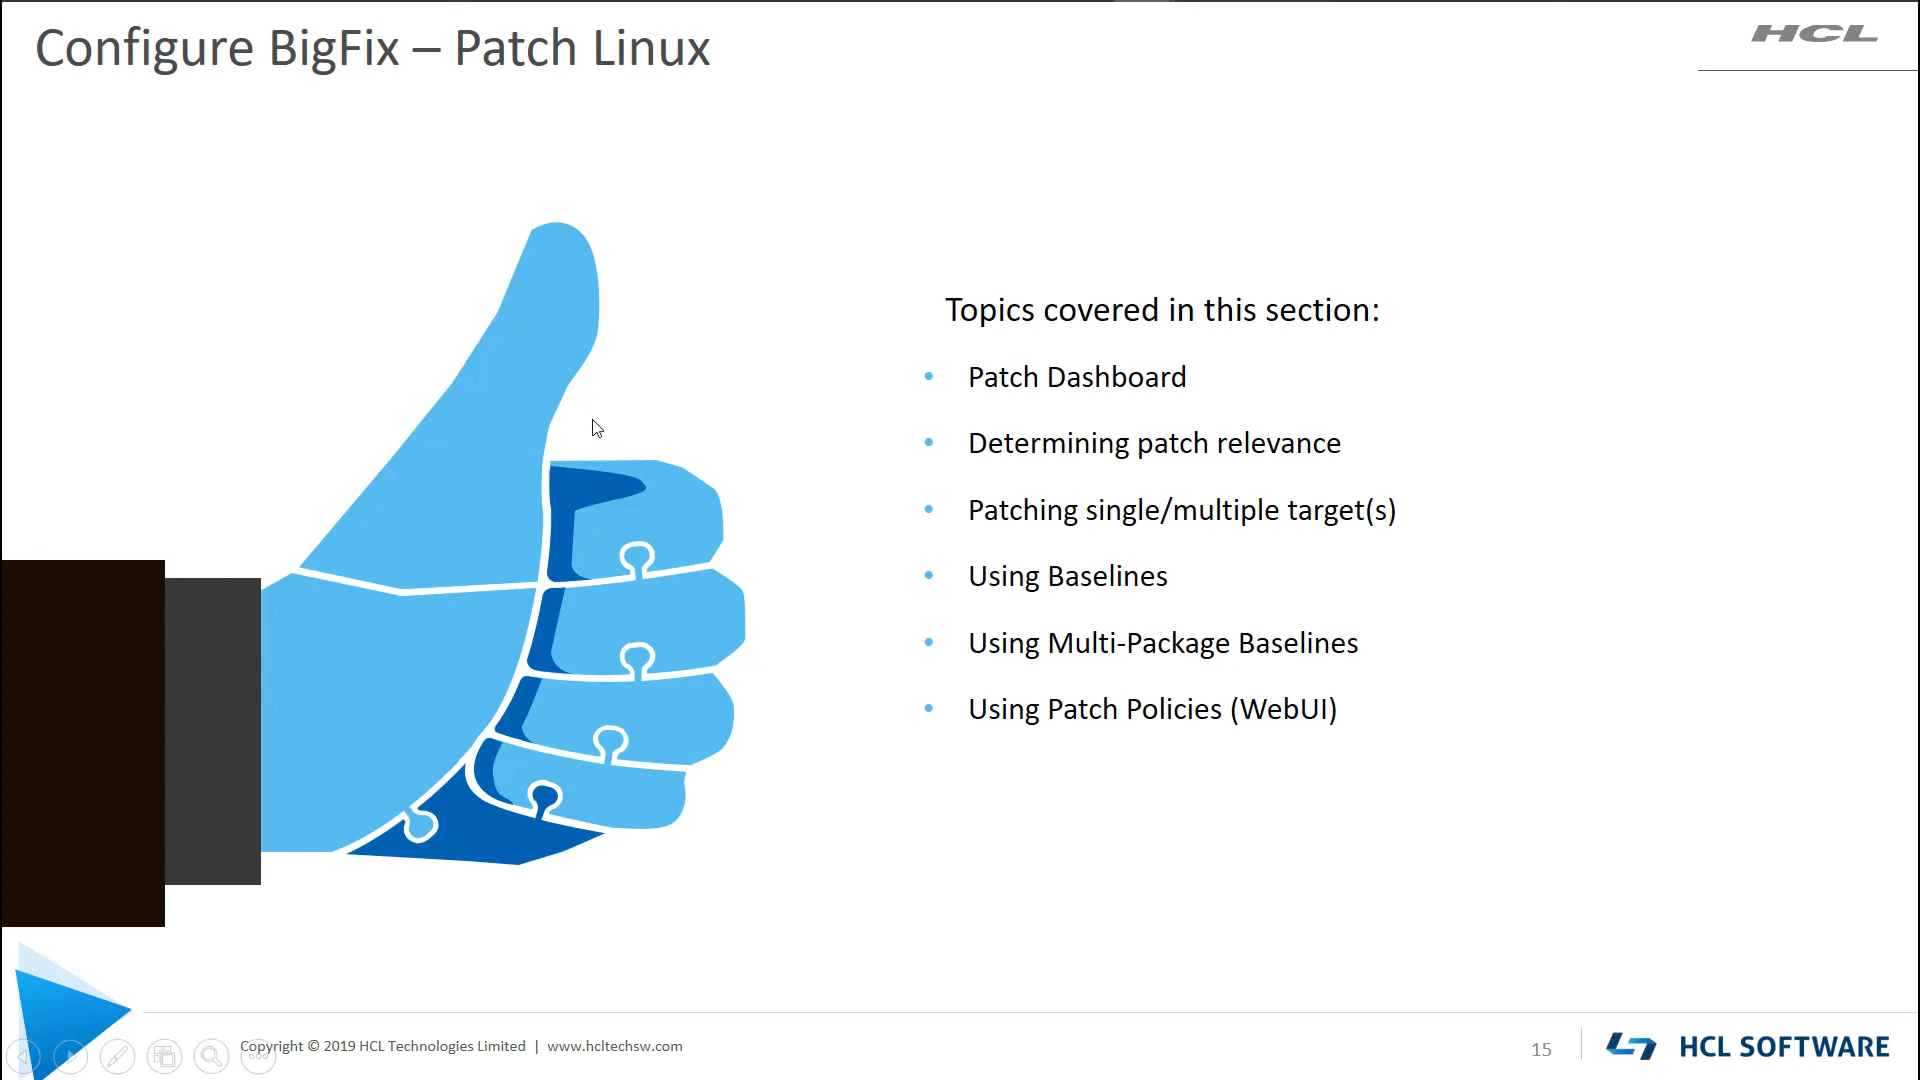 Configure BigFix – Patch Linux
HCL
Topics covered in this section:
• Patch Dashboard
• Determining patch relevance
• Patching single/multiple target(s)
• Using Baselines
• Using Multi-Package Baselines
• Using Patch Policies (WebUI)
Copyright © 2019 HCL Technologies Limited | www.hcltechsw.com
15
HCL SOFTWARE